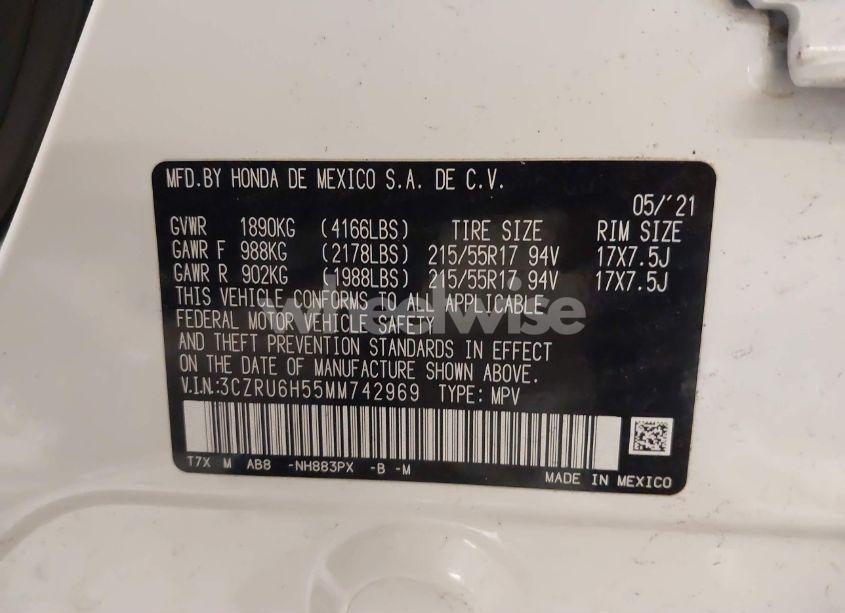 MFD.BY HONDA DE MEXICO S.A. DE C.V.
05/'21
GVWR 1890KG (4166LBS) TIRE SIZE RIM SIZE
GAWR F 988KG (2178LBS) 215/55R17 94V 17X7.5J
GAWR R 902KG (1988LBS) 215/55R17 94V 17X7.5J
THIS VEHICLE CONFORMS TO ALL APPLICABLE
FEDERAL MOTOR VEHICLE SAFETY
AND THEFT PREVENTION STANDARDS IN EFFECT
ON THE DATE OF MANUFACTURE SHOWN ABOVE.
V.I.N.:3CZRU6H55MM742969 TYPE: MPV
T7X M AB8 -NH883PX -B -M
MADE IN MEXICO
wheelwise